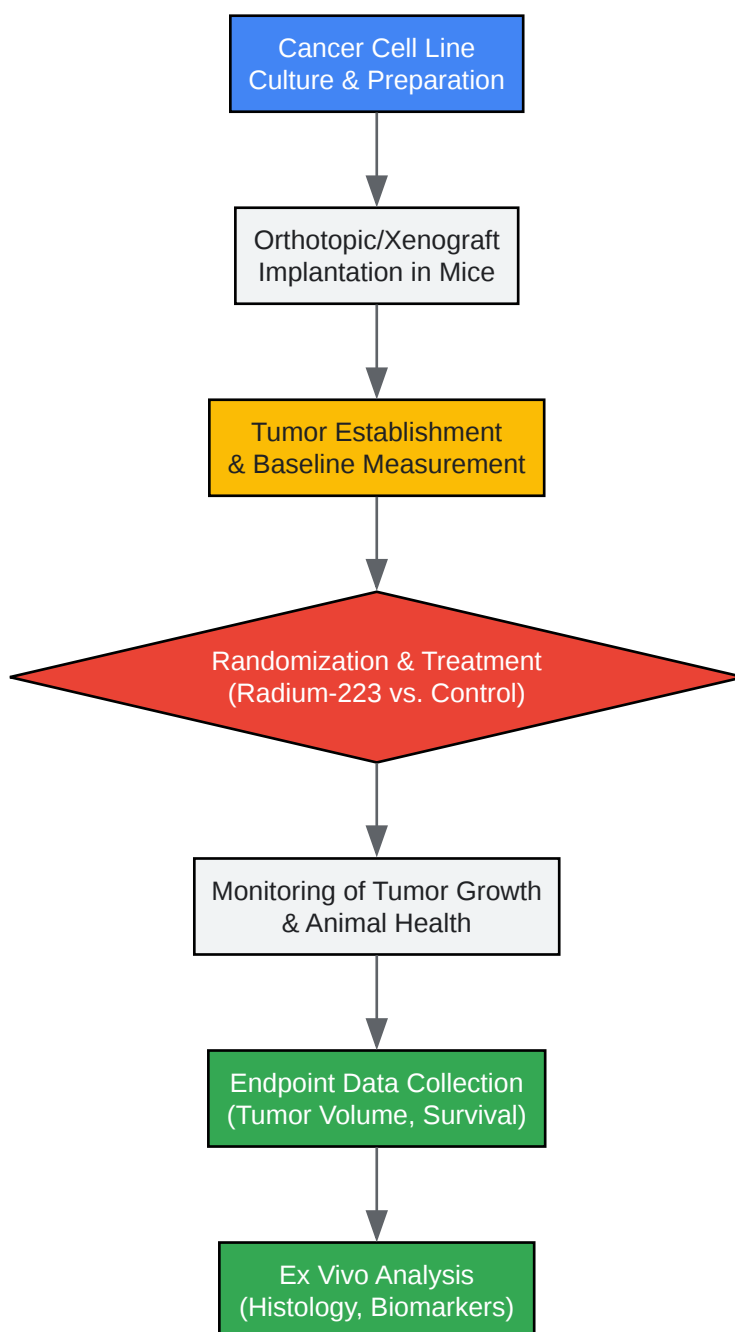 Cancer Cell Line
Culture & Preparation
Orthotopic/Xenograft
Implantation in Mice
Tumor Establishment
& Baseline Measurement
Randomization & Treatment
(Radium-223 vs. Control)
Monitoring of Tumor Growth
& Animal Health
Endpoint Data Collection
(Tumor Volume, Survival)
Ex Vivo Analysis
(Histology, Biomarkers)